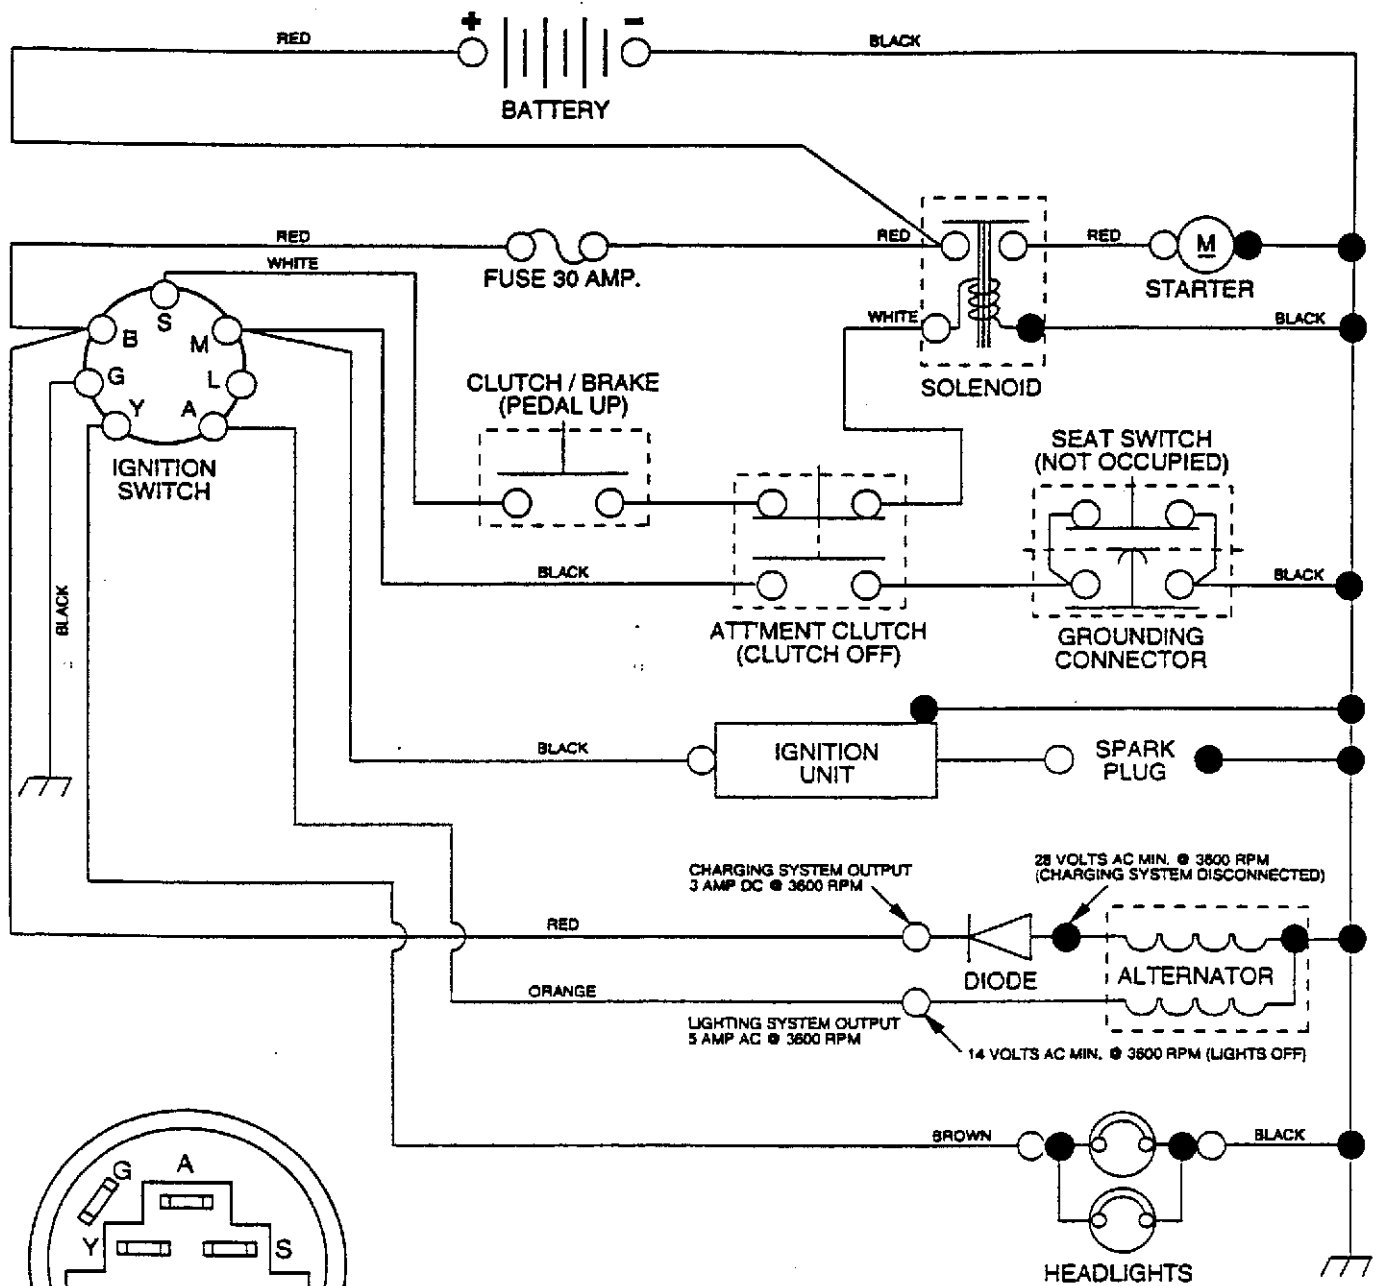 + −
RED
BLACK
BATTERY
RED
WHITE
FUSE 30 AMP.
RED
RED
M
STARTER
WHITE
BLACK
SOLENOID
S
B
M
G
L
Y
A
IGNITION
SWITCH
CLUTCH / BRAKE
(PEDAL UP)
SEAT SWITCH
(NOT OCCUPIED)
BLACK
BLACK
BLACK
ATT'MENT CLUTCH
(CLUTCH OFF)
GROUNDING
CONNECTOR
BLACK
IGNITION
UNIT
SPARK
PLUG
CHARGING SYSTEM OUTPUT
3 AMP DC @ 3600 RPM
28 VOLTS AC MIN. @ 3600 RPM
(CHARGING SYSTEM DISCONNECTED)
RED
DIODE
ALTERNATOR
ORANGE
LIGHTING SYSTEM OUTPUT
5 AMP AC @ 3600 RPM
14 VOLTS AC MIN. @ 3600 RPM (LIGHTS OFF)
BROWN
BLACK
HEADLIGHTS
G
A
Y
S